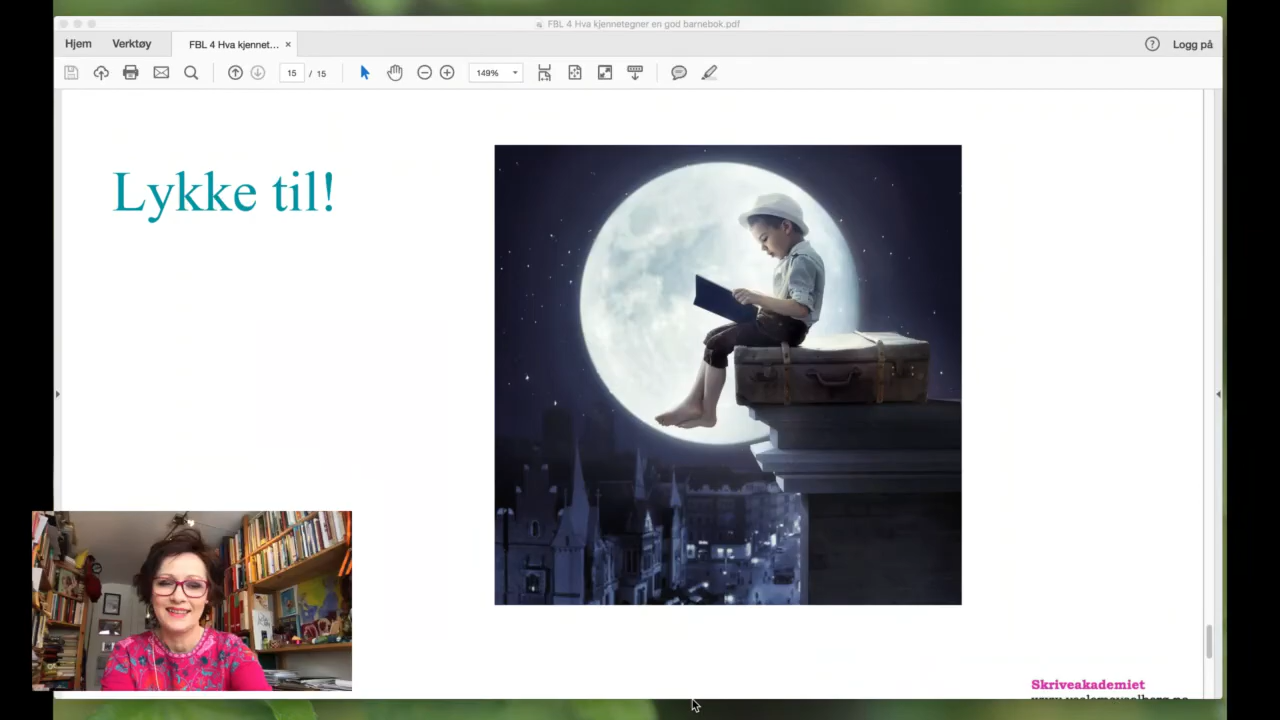 FBL 4 Hva kjennetegner en god barnebok.pdf
Hjem Verktøy FBL 4 Hva kjennet... × ? Logg på
15 / 15 149%
Lykke til!
Skriveakademiet